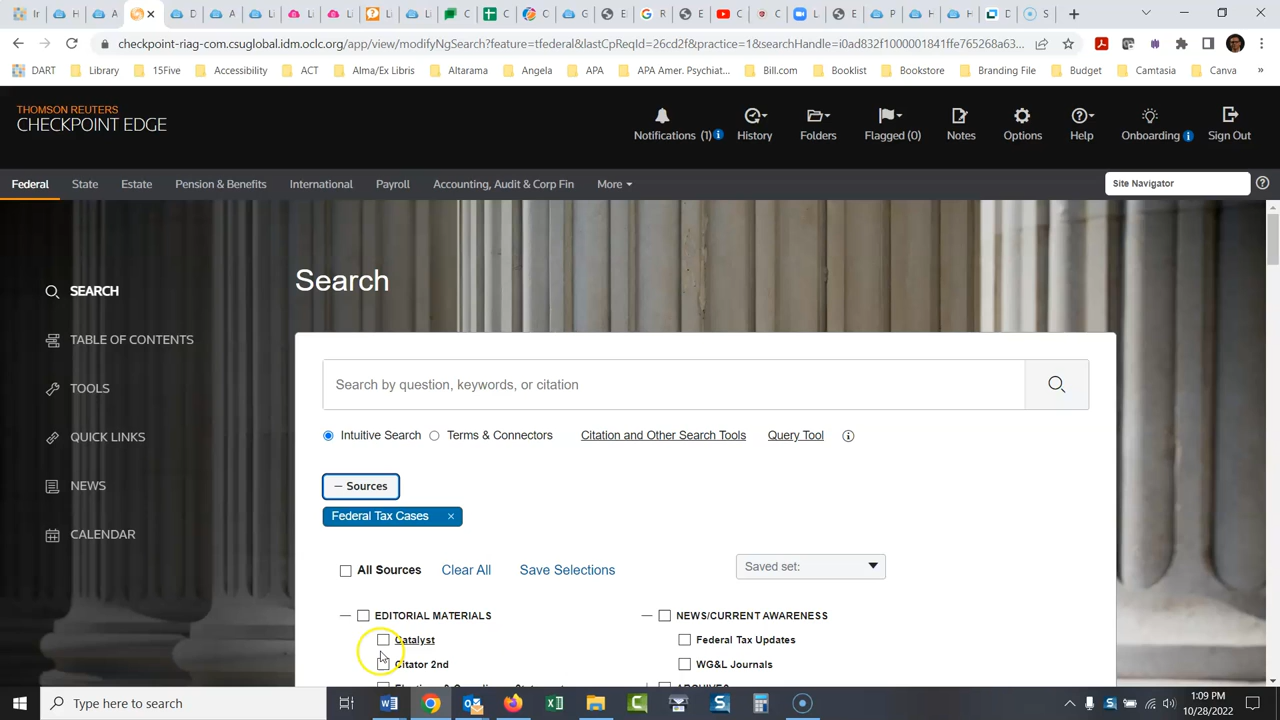 checkpoint-riag-com.csuglobal.idm.oclc.org/app/view/modifyNgSearch?feature=Federal&lastCpReqId=26cd2f&practice=1&searchHandle=i0ad832f1000001841ffe765268a63...
DART Library 15Five Accessibility ACT Alma/Ex Libris Altarama Angela APA APA Amer. Psychiat... Bill.com Booklist Bookstore Branding File Budget Camtasia Canva »
THOMSON REUTERS
CHECKPOINT EDGE
Notifications (1) History Folders Flagged (0) Notes Options Help Onboarding Sign Out
Federal State Estate Pension & Benefits International Payroll Accounting, Audit & Corp Fin More Site Navigator
Search
SEARCH
TABLE OF CONTENTS
TOOLS
QUICK LINKS
NEWS
CALENDAR
Search by question, keywords, or citation
Intuitive Search Terms & Connectors Citation and Other Search Tools Query Tool
— Sources
Federal Tax Cases ×
All Sources Clear All Save Selections Saved set:
EDITORIAL MATERIALS NEWS/CURRENT AWARENESS
Catalyst Federal Tax Updates
Citator 2nd WG&L Journals
Type here to search
1:09 PM
10/28/2022